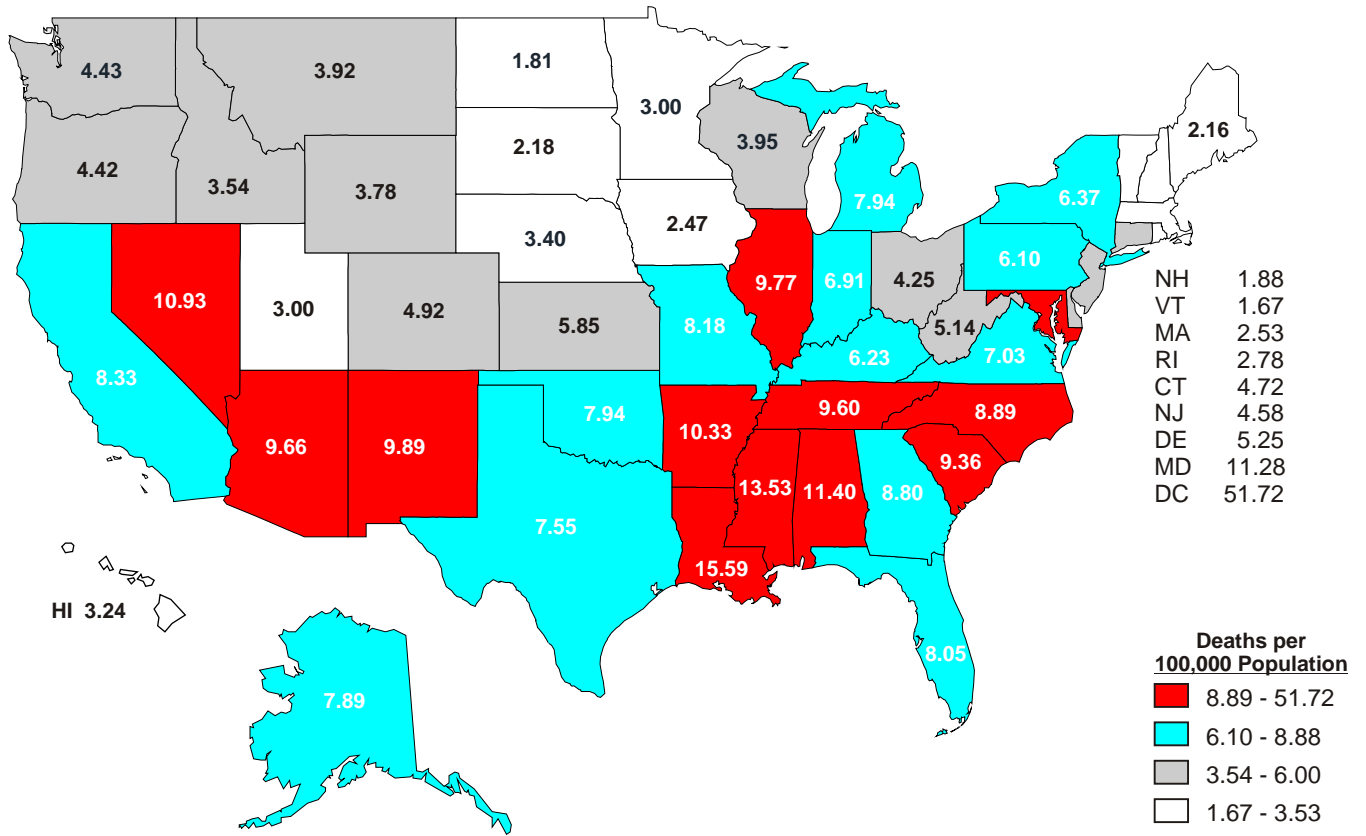 4.43
3.92
1.81
3.00
2.16
4.42
3.54
3.78
2.18
3.95
7.94
6.37
2.47
3.40
10.93
3.00
4.92
5.85
8.18
9.77
6.91
4.25
6.10
5.14
6.23
7.03
8.33
9.66
9.89
7.94
10.33
9.60
8.89
9.36
13.53
11.40
8.80
7.55
15.59
8.05
HI 3.24
7.89
NH 1.88
VT 1.67
MA 2.53
RI 2.78
CT 4.72
NJ 4.58
DE 5.25
MD 11.28
DC 51.72
Deaths per
100,000 Population
8.89 - 51.72
6.10 - 8.88
3.54 - 6.00
1.67 - 3.53